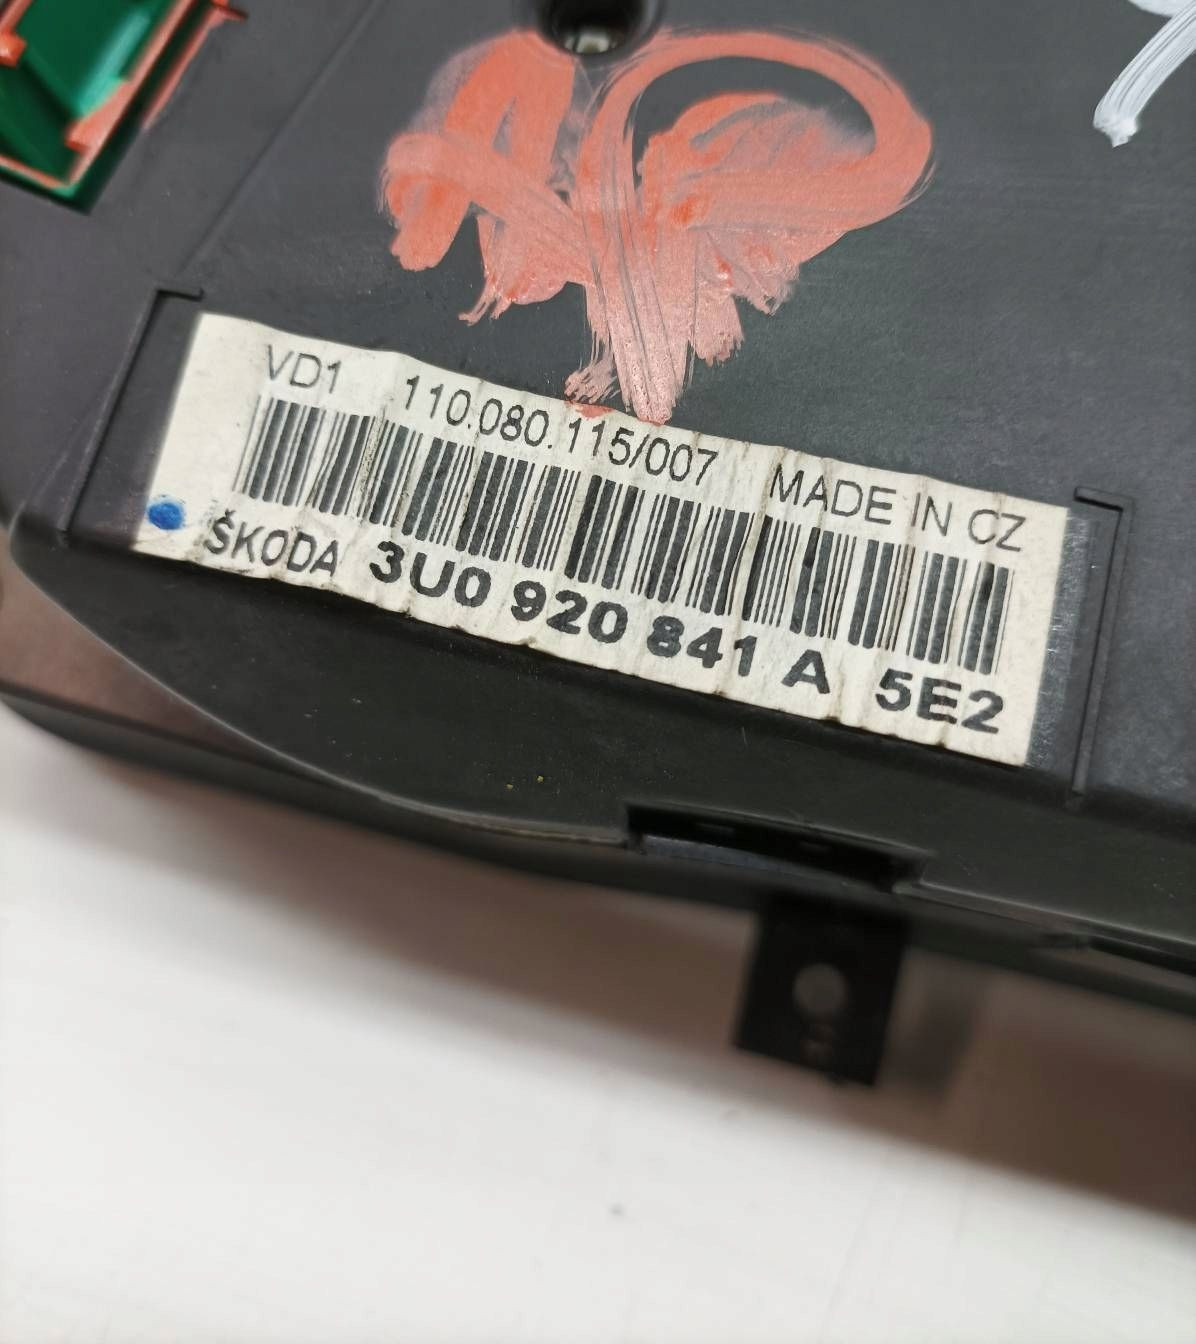 VD1 110.080.115/007 MADE IN CZ
ŠKODA 3U0 920 841 A 5E2